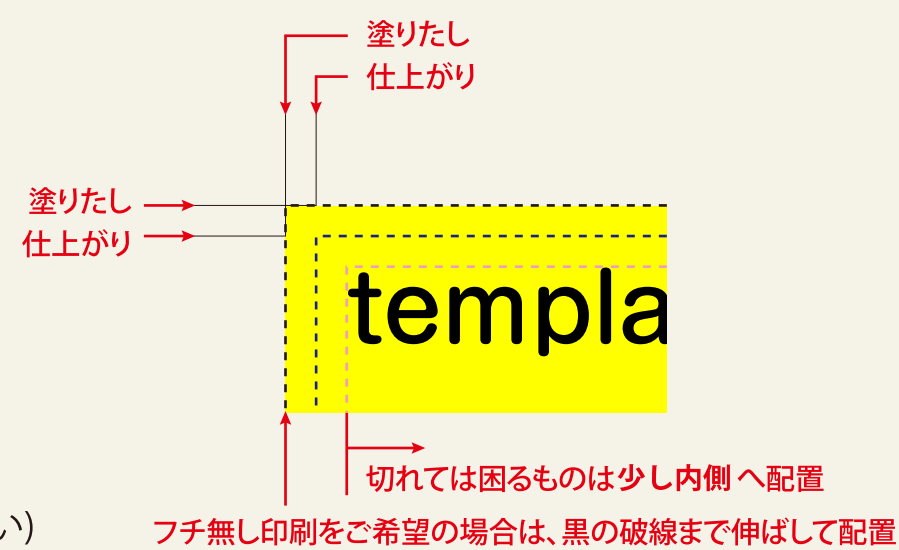 塗りたし
仕上がり
塗りたし
仕上がり
templa
切れては困るものは少し内側へ配置
い)
フチ無し印刷をご希望の場合は、黒の破線まで伸ばして配置